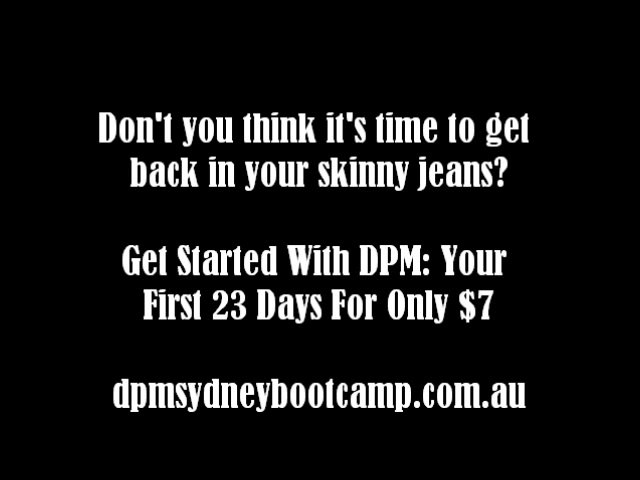 Don't you think it's time to get
back in your skinny jeans?
Get Started With DPM: Your
First 23 Days For Only $7
dpmsydneybootcamp.com.au